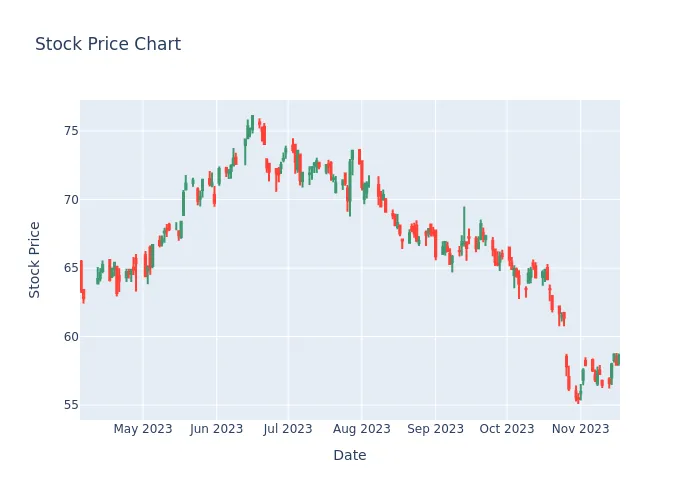 Stock Price Chart
75
70
65
60
55
Stock Price
May 2023
Jun 2023
Jul 2023
Aug 2023
Sep 2023
Oct 2023
Nov 2023
Date